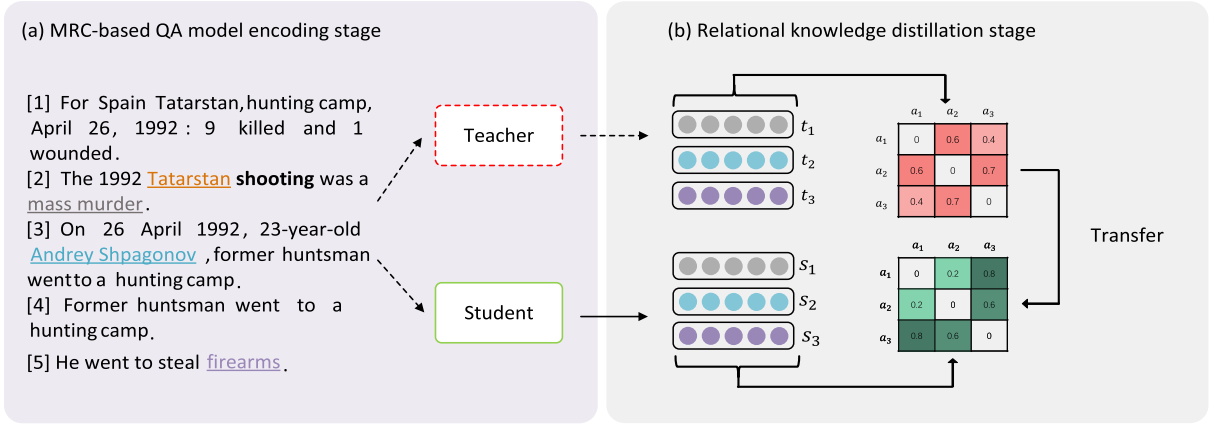 (a) MRC-based QA model encoding stage
[1] For Spain Tatarstan, hunting camp,
April 26, 1992 : 9 killed and 1
wounded.
[2] The 1992 Tatarstan shooting was a
mass murder.
[3] On 26 April 1992, 23-year-old
Andrey Shpagonov , former huntsman
went to a hunting camp.
[4] Former huntsman went to a
hunting camp.
[5] He went to steal firearms.
Teacher
Student
(b) Relational knowledge distillation stage
t1
t2
t3
s1
s2
s3
a1 a2 a3
a1 0 0.6 0.4
a2 0.6 0 0.7
a3 0.4 0.7 0
a1 a2 a3
a1 0 0.2 0.8
a2 0.2 0 0.6
a3 0.8 0.6 0
Transfer